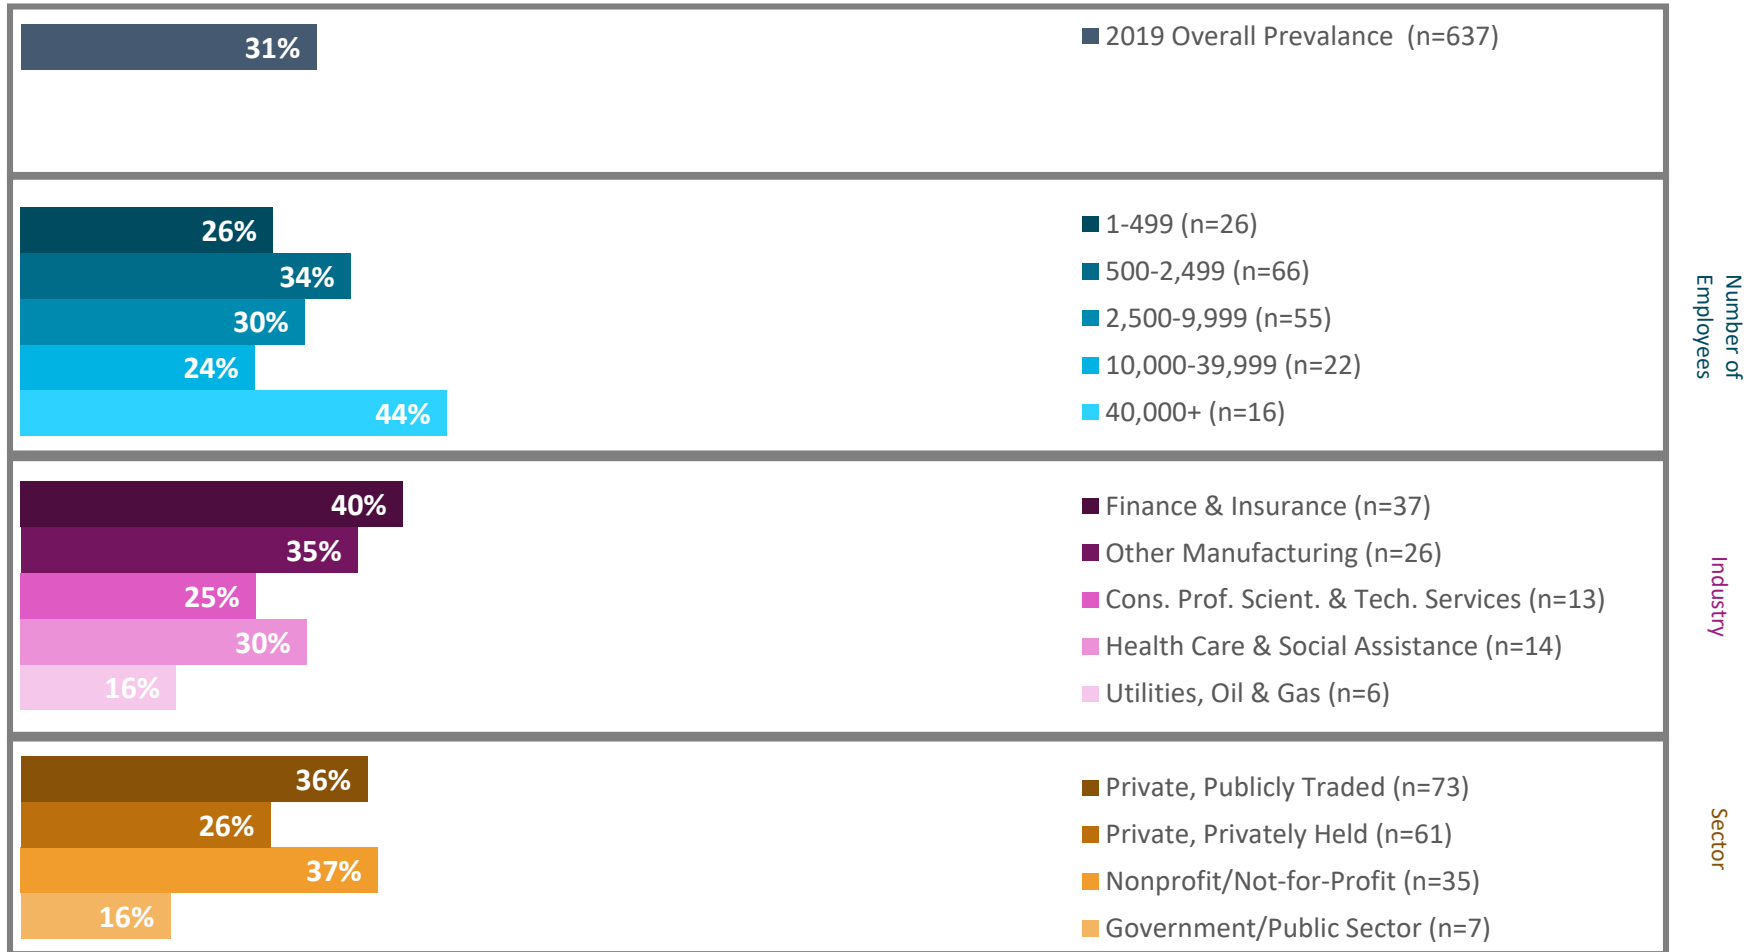 31%
2019 Overall Prevalance (n=637)
26%
34%
30%
24%
44%
1-499 (n=26)
500-2,499 (n=66)
2,500-9,999 (n=55)
10,000-39,999 (n=22)
40,000+ (n=16)
Number of
Employees
40%
35%
25%
30%
16%
Finance & Insurance (n=37)
Other Manufacturing (n=26)
Cons. Prof. Scient. & Tech. Services (n=13)
Health Care & Social Assistance (n=14)
Utilities, Oil & Gas (n=6)
Industry
36%
26%
37%
16%
Private, Publicly Traded (n=73)
Private, Privately Held (n=61)
Nonprofit/Not-for-Profit (n=35)
Government/Public Sector (n=7)
Sector